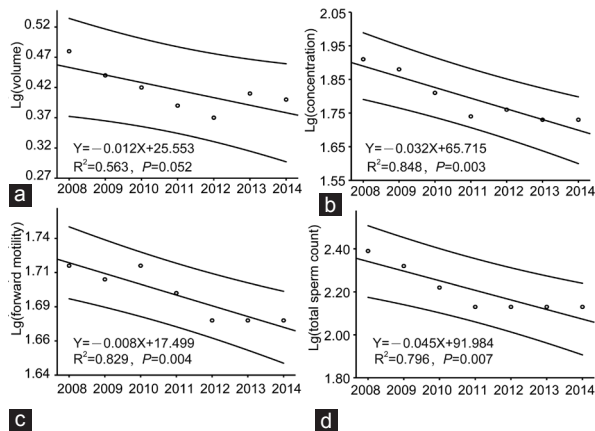 0.52
0.47
0.42
0.37
0.32
0.27
Lg(volume)
Y=−0.012X+25.553
R²=0.563, P=0.052
2008 2009 2010 2011 2012 2013 2014
a
2.05
1.95
1.85
1.75
1.65
1.55
Lg(concentration)
Y=−0.032X+65.715
R²=0.848, P=0.003
2008 2009 2010 2011 2012 2013 2014
b
1.74
1.71
1.69
1.66
1.64
Lg(forward motility)
Y=−0.008X+17.499
R²=0.829, P=0.004
2008 2009 2010 2011 2012 2013 2014
c
2.40
2.20
2.00
1.80
Lg(total sperm count)
Y=−0.045X+91.984
R²=0.796, P=0.007
2008 2009 2010 2011 2012 2013 2014
d